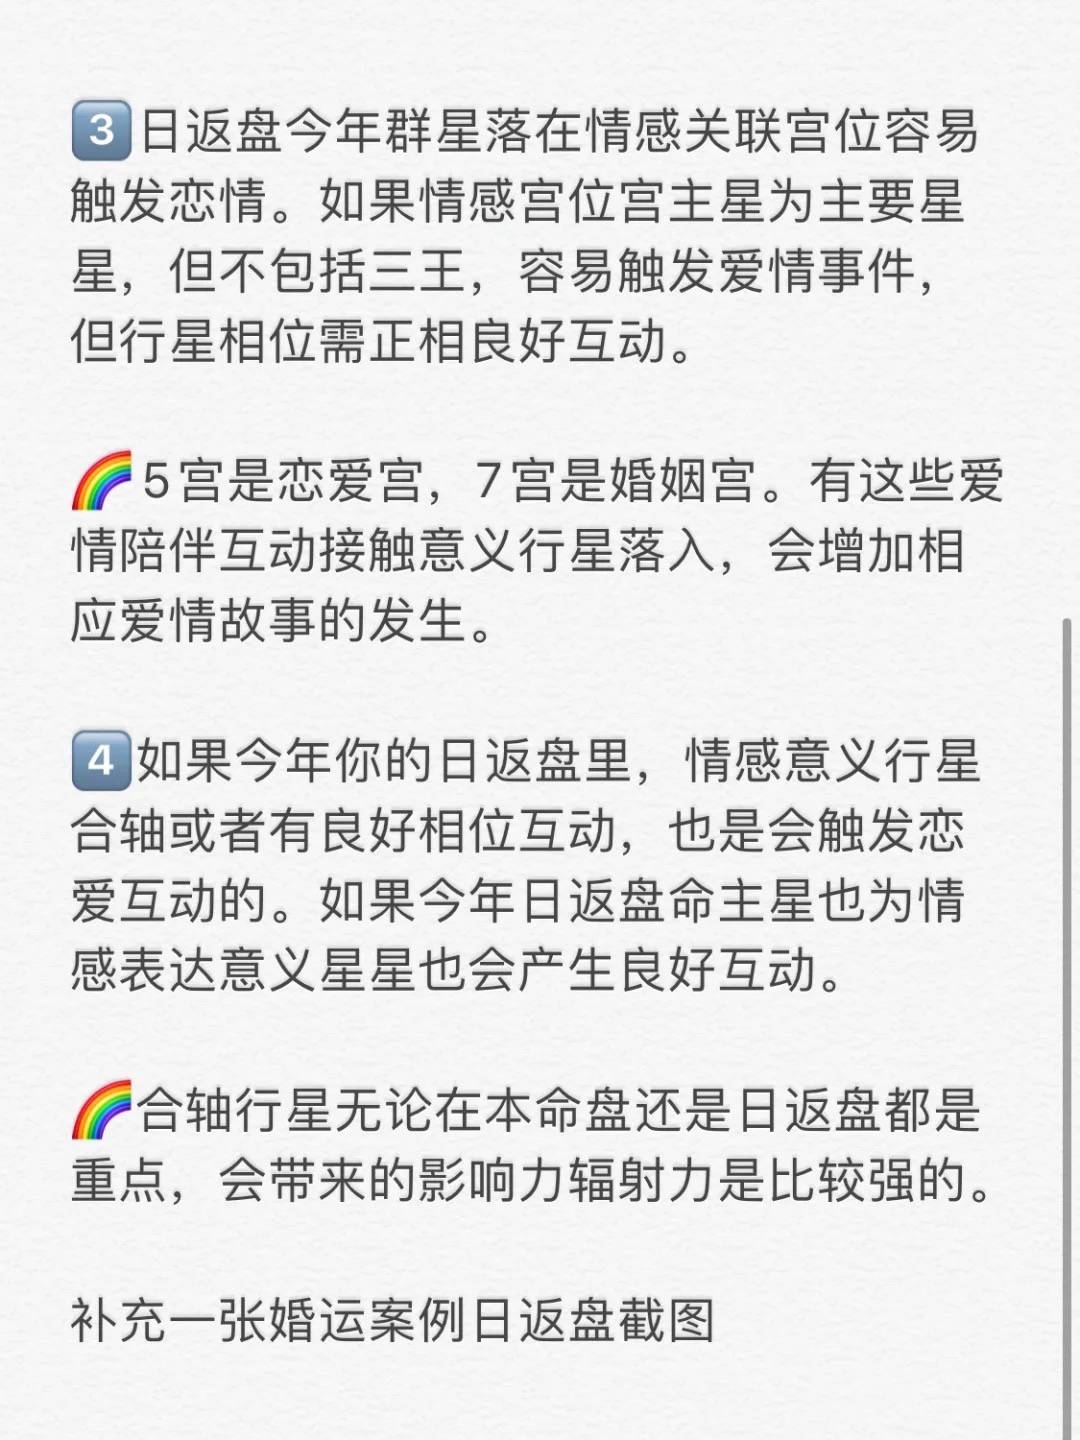 3️⃣日返盘今年群星落在情感关联宫位容易
触发恋情。如果情感宫位宫主星为主要星
星，但不包括三王，容易触发爱情事件，
但行星相位需正相良好互动。
🌈5宫是恋爱宫，7宫是婚姻宫。有这些爱
情陪伴互动接触意义行星落入，会增加相
应爱情故事的发生。
4️⃣如果今年你的日返盘里，情感意义行星
合轴或者有良好相位互动，也是会触发恋
爱互动的。如果今年日返盘命主星也为情
感表达意义星星也会产生良好互动。
🌈合轴行星无论在本命盘还是日返盘都是
重点，会带来的影响力辐射力是比较强的。
补充一张婚运案例日返盘截图